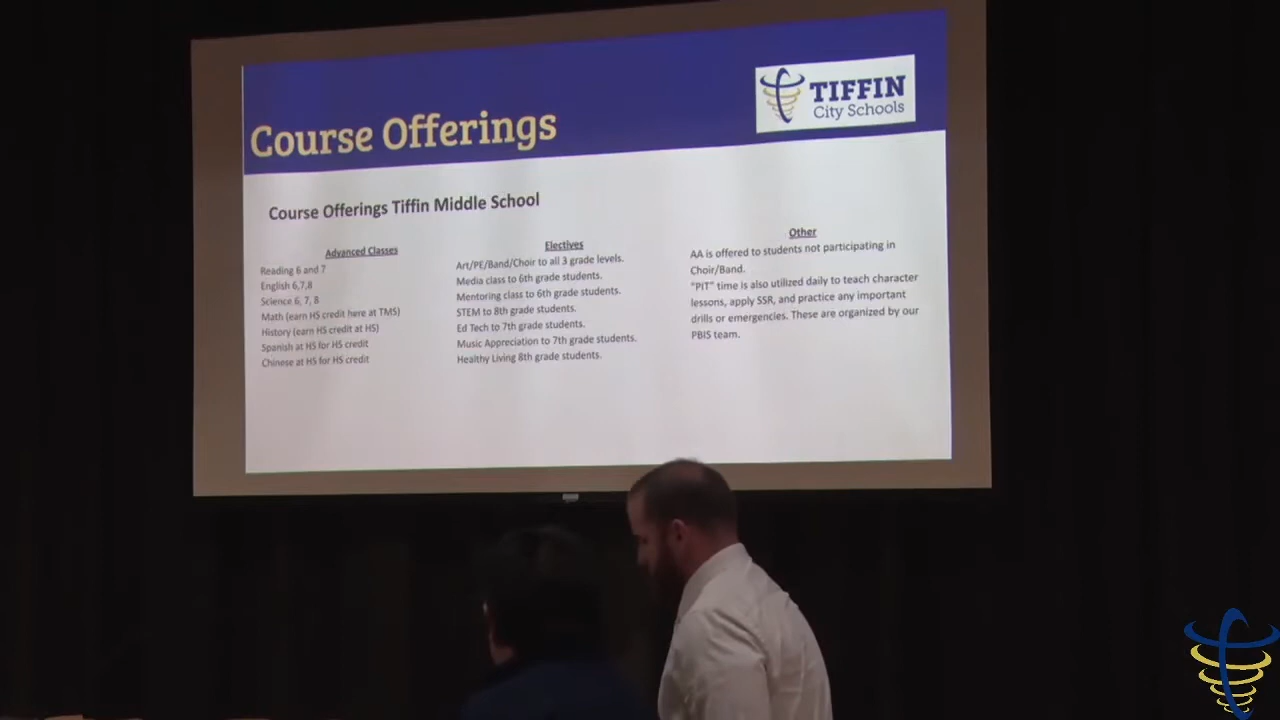 TIFFIN
City Schools
Course Offerings
Course Offerings Tiffin Middle School
Advanced Classes
Reading 6 and 7
English 6,7,8
Science 6, 7, 8
Math (earn HS credit here at TMS)
History (earn HS credit at HS)
Spanish at HS for HS credit
Chinese at HS for HS credit
Electives
Art/PE/Band/Choir to all 3 grade levels.
Media class to 6th grade students.
Mentoring class to 6th grade students.
STEM to 8th grade students.
Ed Tech to 7th grade students.
Music Appreciation to 7th grade students.
Healthy Living 8th grade students.
Other
AA is offered to students not participating in
Choir/Band.
"PIT" time is also utilized daily to teach character
lessons, apply SSR, and practice any important
drills or emergencies. These are organized by our
PBIS team.